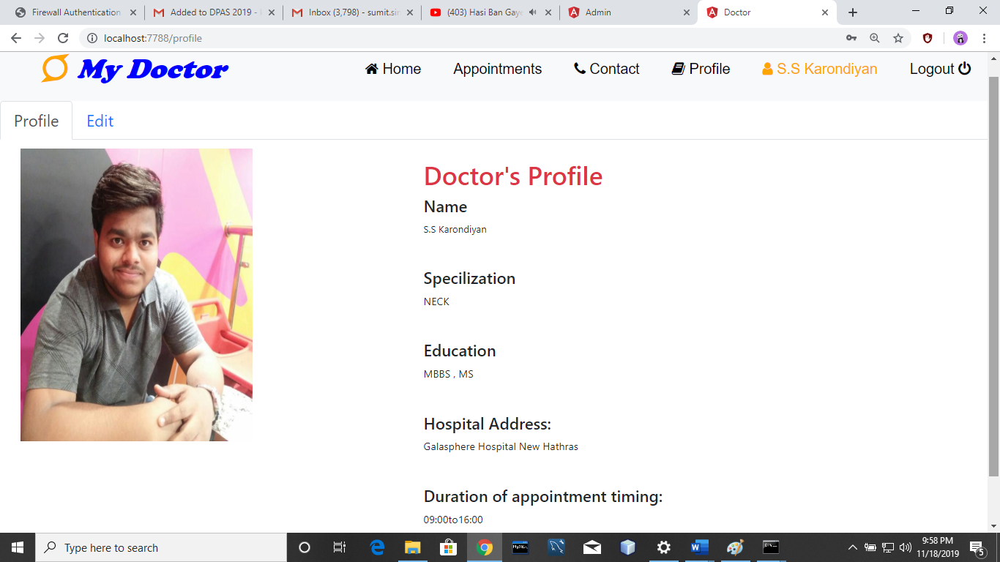 Firewall Authentication
Added to DPAS 2019 -
Inbox (3,798) - sumit.sin
(403) Hasi Ban Gaye
Admin
Doctor
localhost:7788/profile
My Doctor
Home
Appointments
Contact
Profile
S.S Karondiyan
Logout
Profile
Edit
Doctor's Profile
Name
S.S Karondiyan
Specilization
NECK
Education
MBBS , MS
Hospital Address:
Galasphere Hospital New Hathras
Duration of appointment timing:
09:00to16:00
Type here to search
9:58 PM
11/18/2019
5